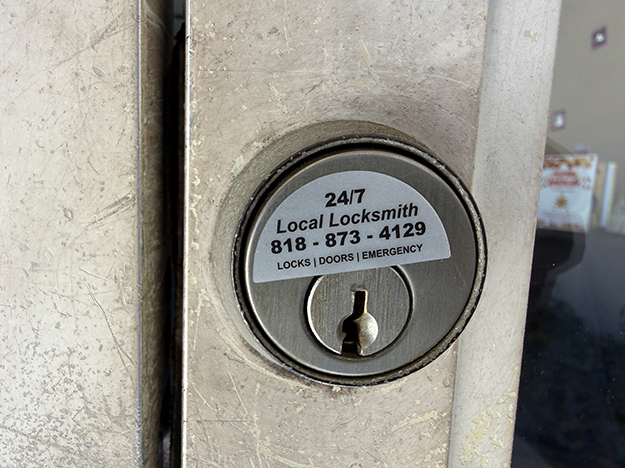 24/7
Local Locksmith
818 - 873 - 4129
LOCKS | DOORS | EMERGENCY